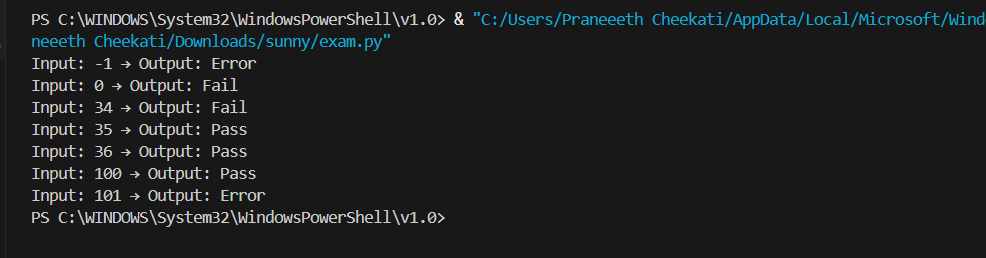 PS C:\WINDOWS\System32\WindowsPowerShell\v1.0> & "C:/Users/Praneeeth Cheekati/AppData/Local/Microsoft/Wind
neeeth Cheekati/Downloads/sunny/exam.py"
Input: -1 → Output: Error
Input: 0 → Output: Fail
Input: 34 → Output: Fail
Input: 35 → Output: Pass
Input: 36 → Output: Pass
Input: 100 → Output: Pass
Input: 101 → Output: Error
PS C:\WINDOWS\System32\WindowsPowerShell\v1.0>